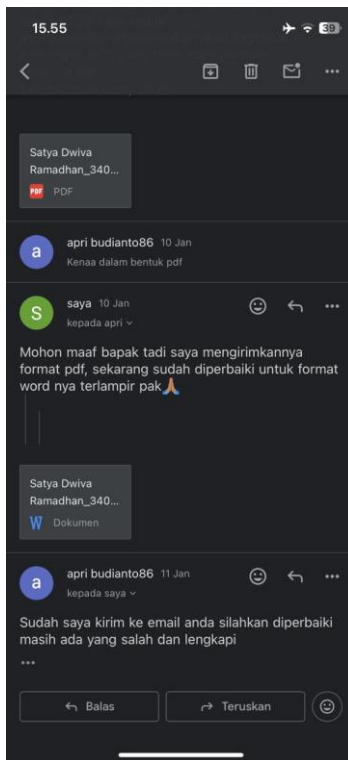 15.55
39
Satya Dwiva
Ramadhan_340...
PDF PDF
a
apri budianto86 10 Jan
Kenaa dalam bentuk pdf
S
saya 10 Jan
kepada apri
Mohon maaf bapak tadi saya mengirimkannya
format pdf, sekarang sudah diperbaiki untuk format
word nya terlampir pak🙏🏽
Satya Dwiva
Ramadhan_340...
W Dokumen
a
apri budianto86 11 Jan
kepada saya
Sudah saya kirim ke email anda silahkan diperbaiki
masih ada yang salah dan lengkapi
...
Balas
Teruskan